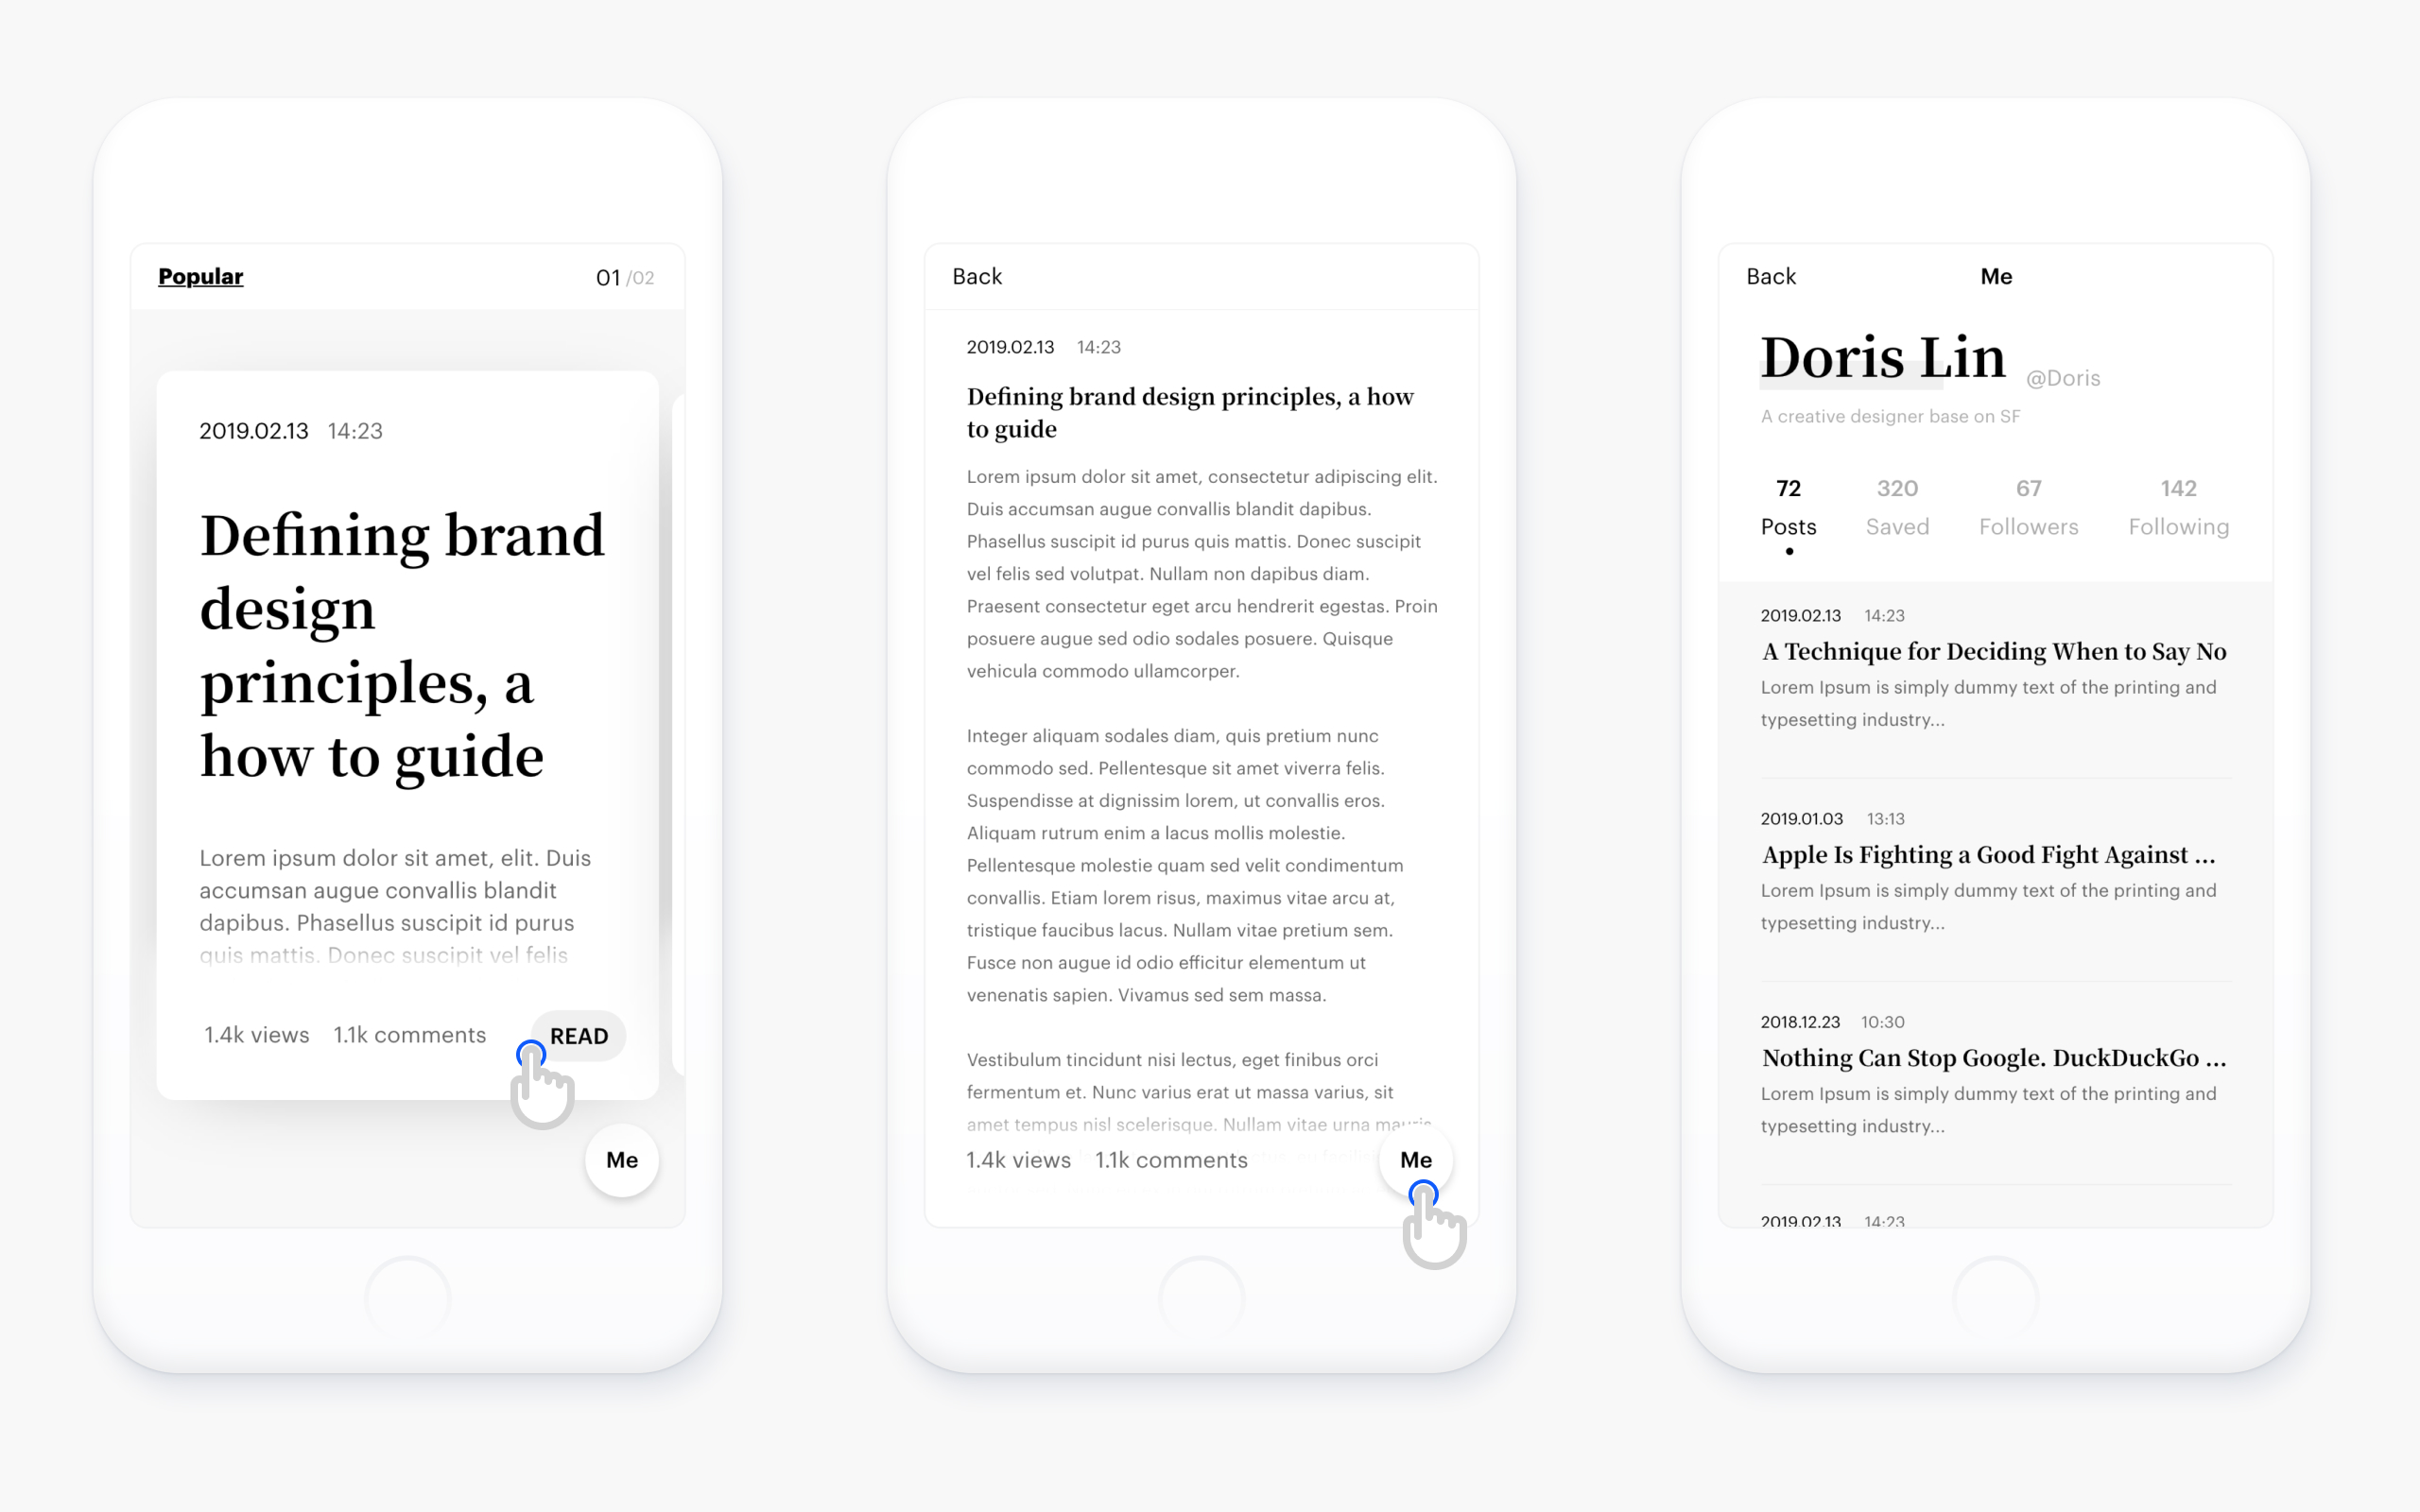 Popular
01 /02
2019.02.13 14:23
Defining brand
design
principles, a
how to guide
Lorem ipsum dolor sit amet, elit. Duis
accumsan augue convallis blandit
dapibus. Phasellus suscipit id purus
quis mattis. Donec suscipit vel felis
1.4k views 1.1k comments READ
Me
Back
2019.02.13 14:23
Defining brand design principles, a how
to guide
Lorem ipsum dolor sit amet, consectetur adipiscing elit.
Duis accumsan augue convallis blandit dapibus.
Phasellus suscipit id purus quis mattis. Donec suscipit
vel felis sed volutpat. Nullam non dapibus diam.
Praesent consectetur eget arcu hendrerit egestas. Proin
posuere augue sed odio sodales posuere. Quisque
vehicula commodo ullamcorper.
Integer aliquam sodales diam, quis pretium nunc
commodo sed. Pellentesque sit amet viverra felis.
Suspendisse at dignissim lorem, ut convallis eros.
Aliquam rutrum enim a lacus mollis molestie.
Pellentesque molestie quam sed velit condimentum
convallis. Etiam lorem risus, maximus vitae arcu at,
tristique faucibus lacus. Nullam vitae pretium sem.
Fusce non augue id odio efficitur elementum ut
venenatis sapien. Vivamus sed sem massa.
Vestibulum tincidunt nisi lectus, eget finibus orci
fermentum et. Nunc varius erat ut massa varius, sit
amet tempus nisl scelerisque. Nullam vitae urna mauris
1.4k views 1.1k comments
Me
Back Me
Doris Lin @Doris
A creative designer base on SF
72 320 67 142
Posts Saved Followers Following
2019.02.13 14:23
A Technique for Deciding When to Say No
Lorem Ipsum is simply dummy text of the printing and
typesetting industry...
2019.01.03 13:13
Apple Is Fighting a Good Fight Against ...
Lorem Ipsum is simply dummy text of the printing and
typesetting industry...
2018.12.23 10:30
Nothing Can Stop Google. DuckDuckGo ...
Lorem Ipsum is simply dummy text of the printing and
typesetting industry...
2019.02.13 14:23